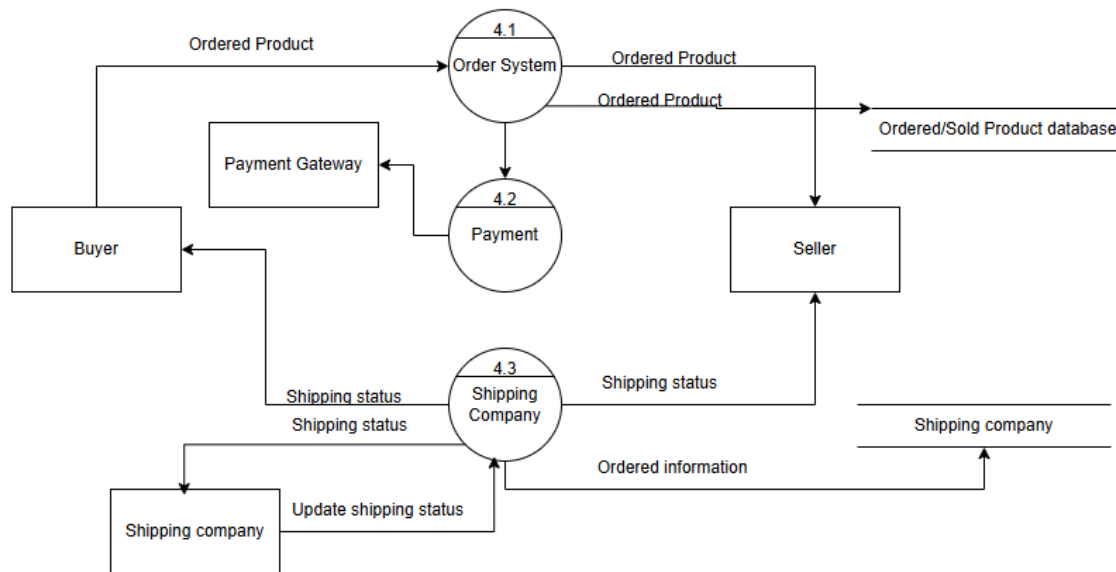 4.1
Ordered Product
Order System
Ordered Product
Ordered Product
Ordered/Sold Product database
Payment Gateway
4.2
Payment
Buyer
Seller
4.3
Shipping
Company
Shipping status
Shipping status
Shipping status
Shipping company
Ordered information
Update shipping status
Shipping company